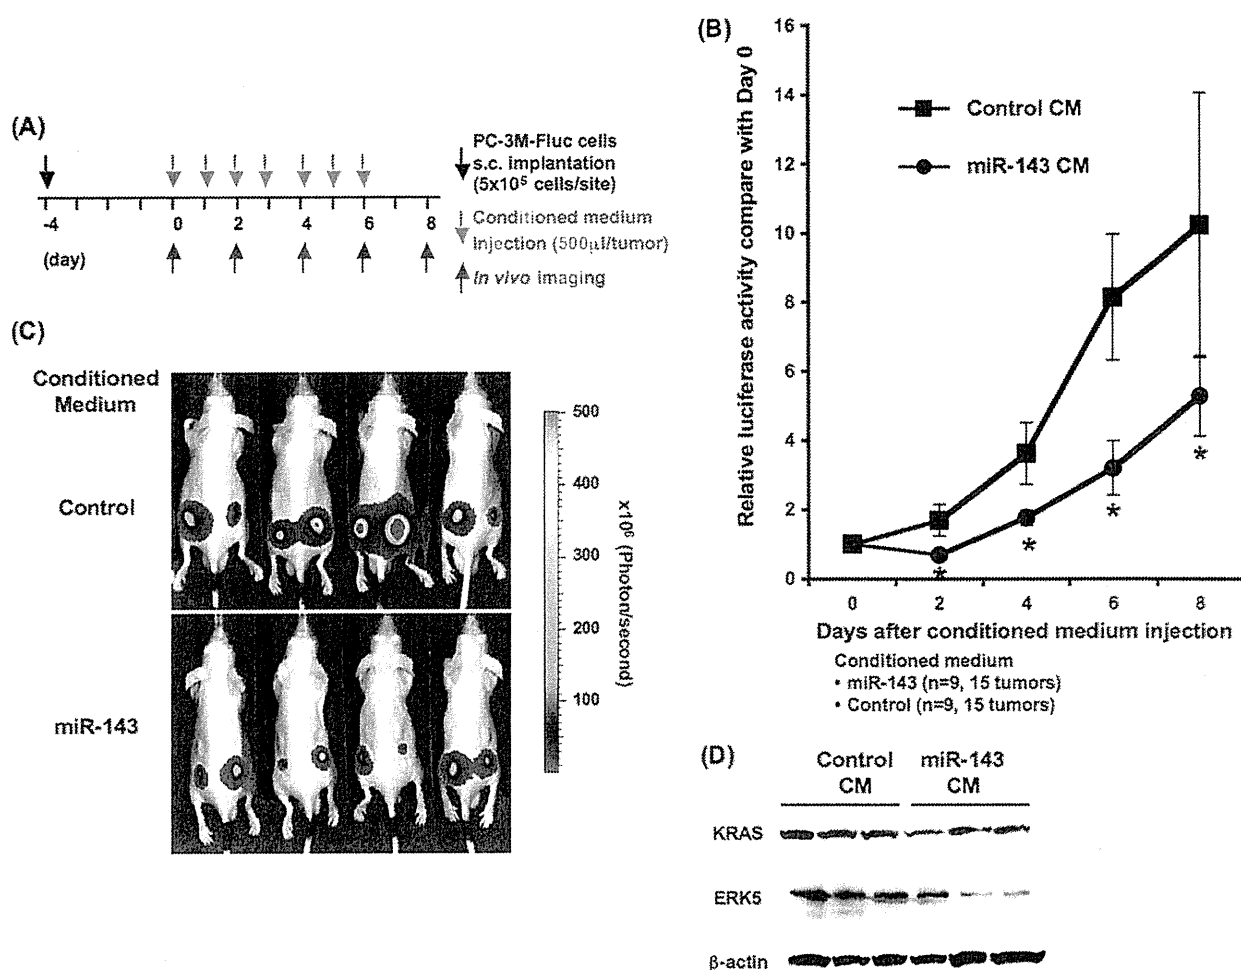 (A)
PC-3M-Fluc cells
s.c. implantation
(5x10⁵ cells/site)
Conditioned medium
Injection (500μl/tumor)
In vivo imaging
-4 0 2 4 6 8
(day)
(B)
Relative luciferase activity compare with Day 0
16
14
12
10
8
6
4
2
0
Control CM
miR-143 CM
* * * *
0 2 4 6 8
Days after conditioned medium injection
Conditioned medium
• miR-143 (n=9, 15 tumors)
• Control (n=9, 15 tumors)
(C)
Conditioned
Medium
Control
miR-143
500
400
300
200
100
x10⁶ (Photon/second)
(D)
Control
CM
miR-143
CM
KRAS
ERK5
β-actin